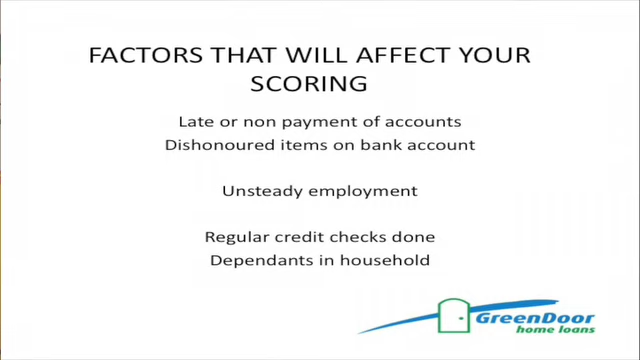 FACTORS THAT WILL AFFECT YOUR
SCORING
Late or non payment of accounts
Dishonoured items on bank account
Unsteady employment
Regular credit checks done
Dependants in household
GreenDoor
home loans